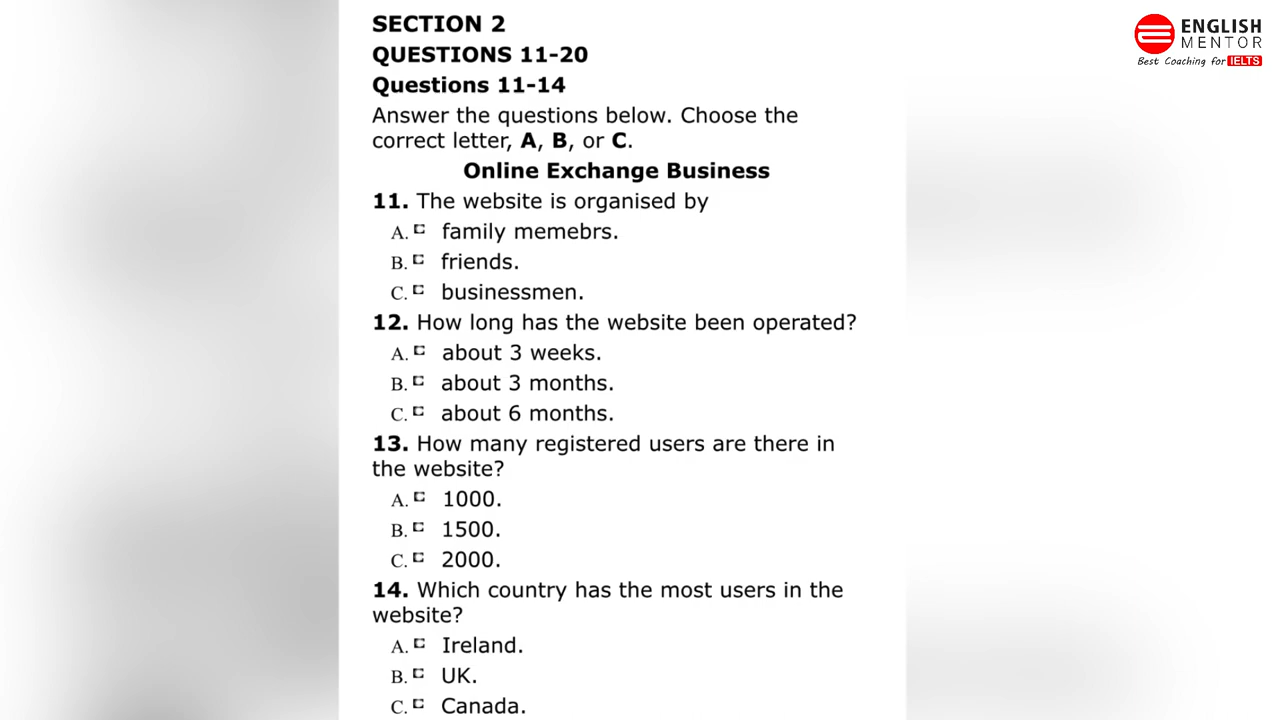 SECTION 2
QUESTIONS 11-20
Questions 11-14
Answer the questions below. Choose the
correct letter, A, B, or C.
Online Exchange Business
11. The website is organised by
A. family memebrs.
B. friends.
C. businessmen.
12. How long has the website been operated?
A. about 3 weeks.
B. about 3 months.
C. about 6 months.
13. How many registered users are there in
the website?
A. 1000.
B. 1500.
C. 2000.
14. Which country has the most users in the
website?
A. Ireland.
B. UK.
C. Canada.
ENGLISH
MENTOR
Best Coaching for IELTS